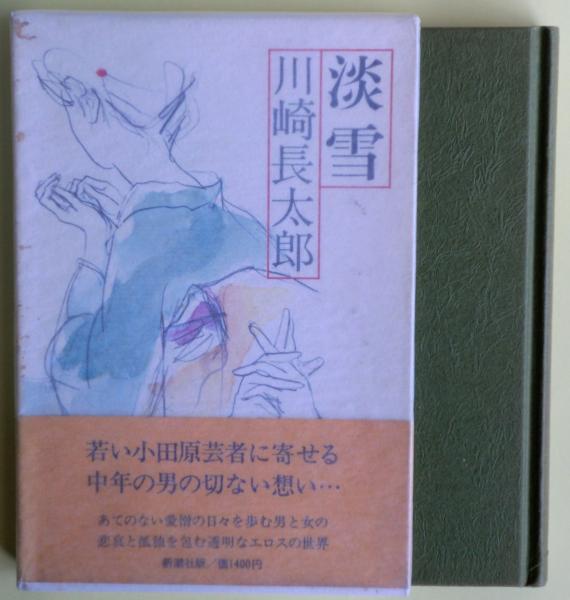 淡雪
川崎長太郎
若い小田原芸者に寄せる
中年の男の切ない想い…
あてのない愛憎の日々を歩む男と女の
悲哀と孤独を包む透明なエロスの世界
新潮社版/価1400円